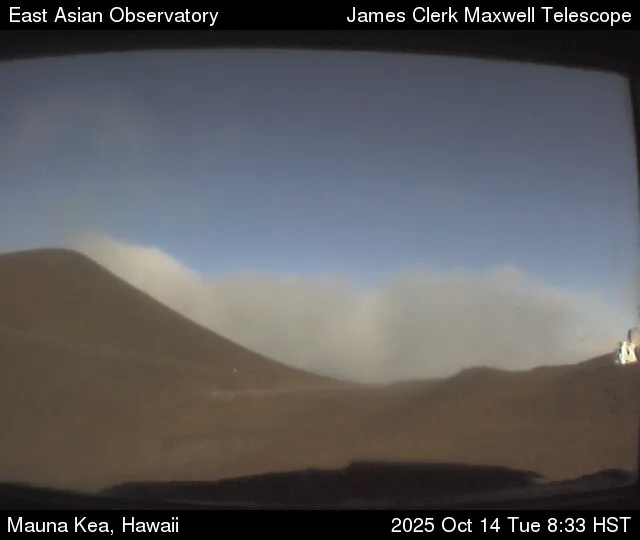 East Asian Observatory
James Clerk Maxwell Telescope
Mauna Kea, Hawaii
2025 Oct 14 Tue 8:33 HST